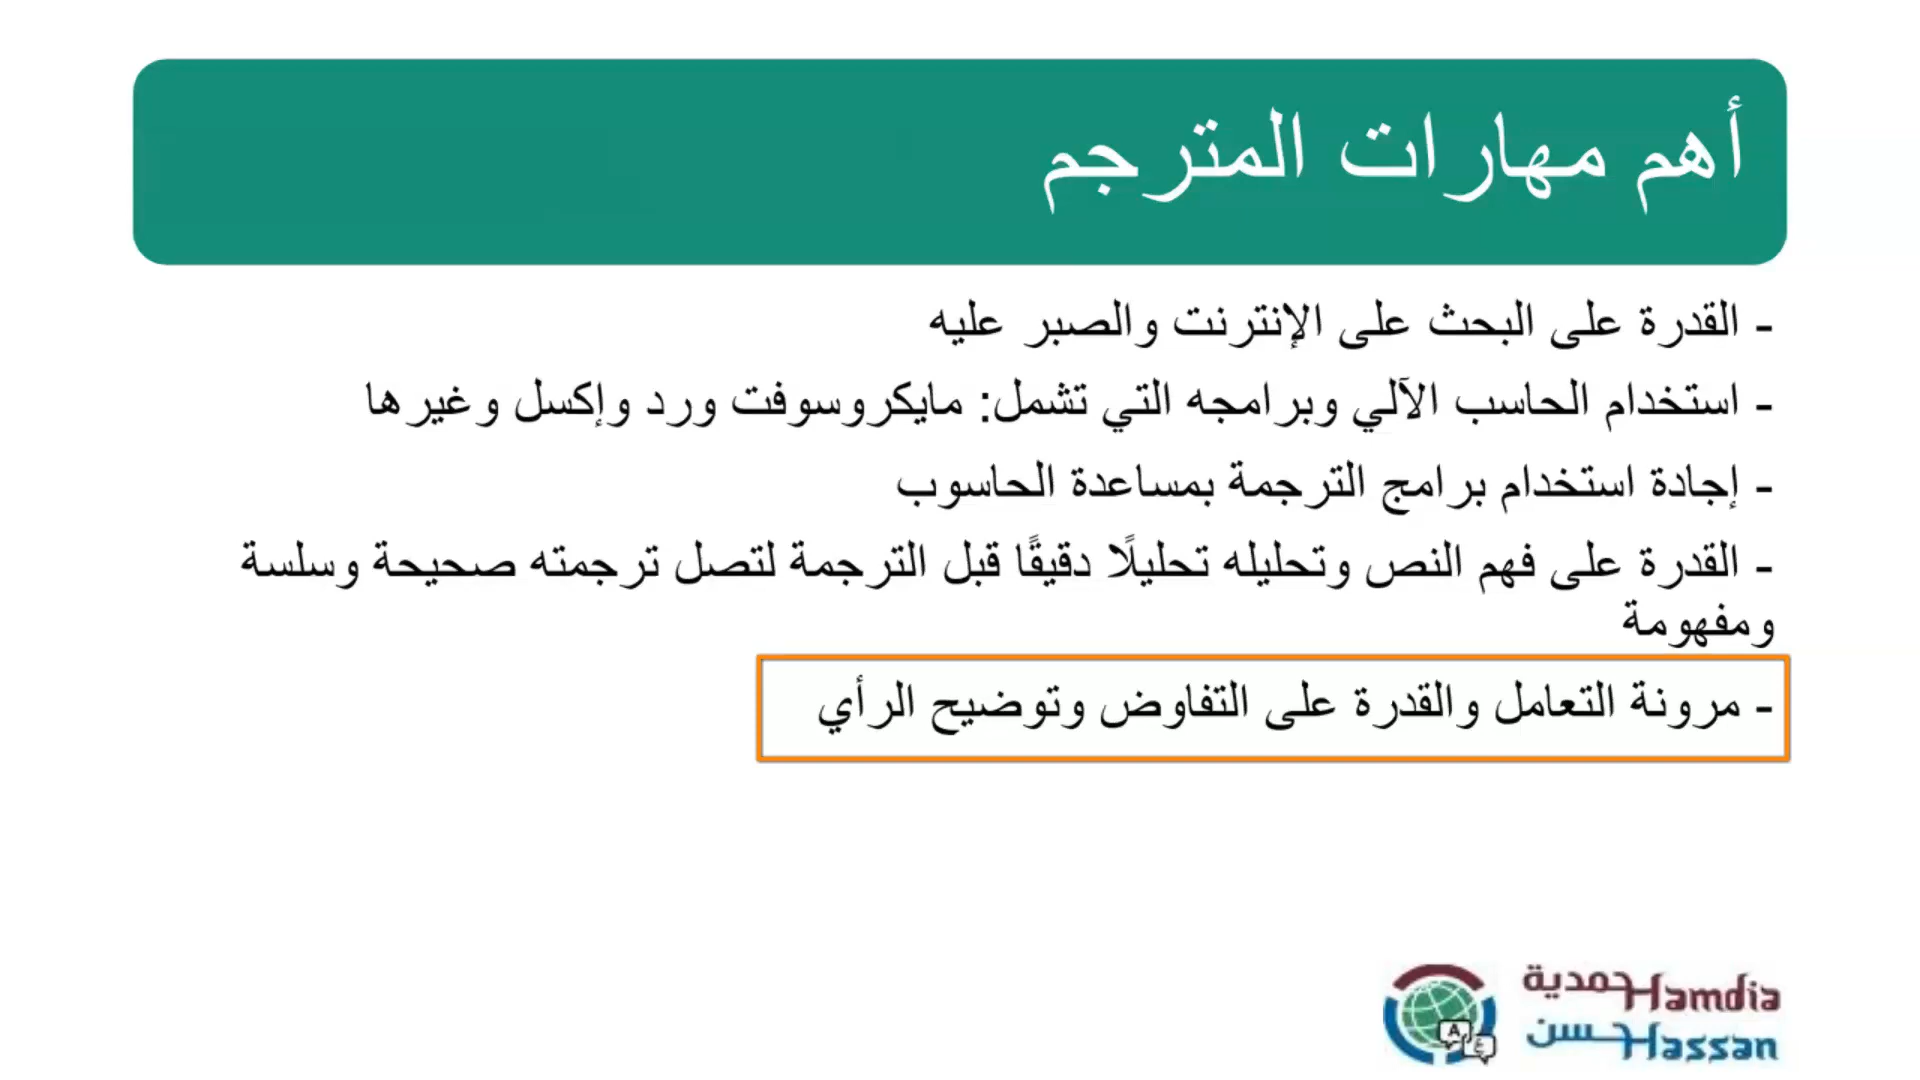 أهم مهارات المترجم
- القدرة على البحث على الإنترنت والصبر عليه
- استخدام الحاسب الآلي وبرامجه التي تشمل: مايكروسوفت ورد وإكسل وغيرها
- إجادة استخدام برامج الترجمة بمساعدة الحاسوب
- القدرة على فهم النص وتحليله تحليلًا دقيقًا قبل الترجمة لتصل ترجمته صحيحة وسلسة
ومفهومة
- مرونة التعامل والقدرة على التفاوض وتوضيح الرأي
حمدية Hamdia
حسن Hassan
A
ع